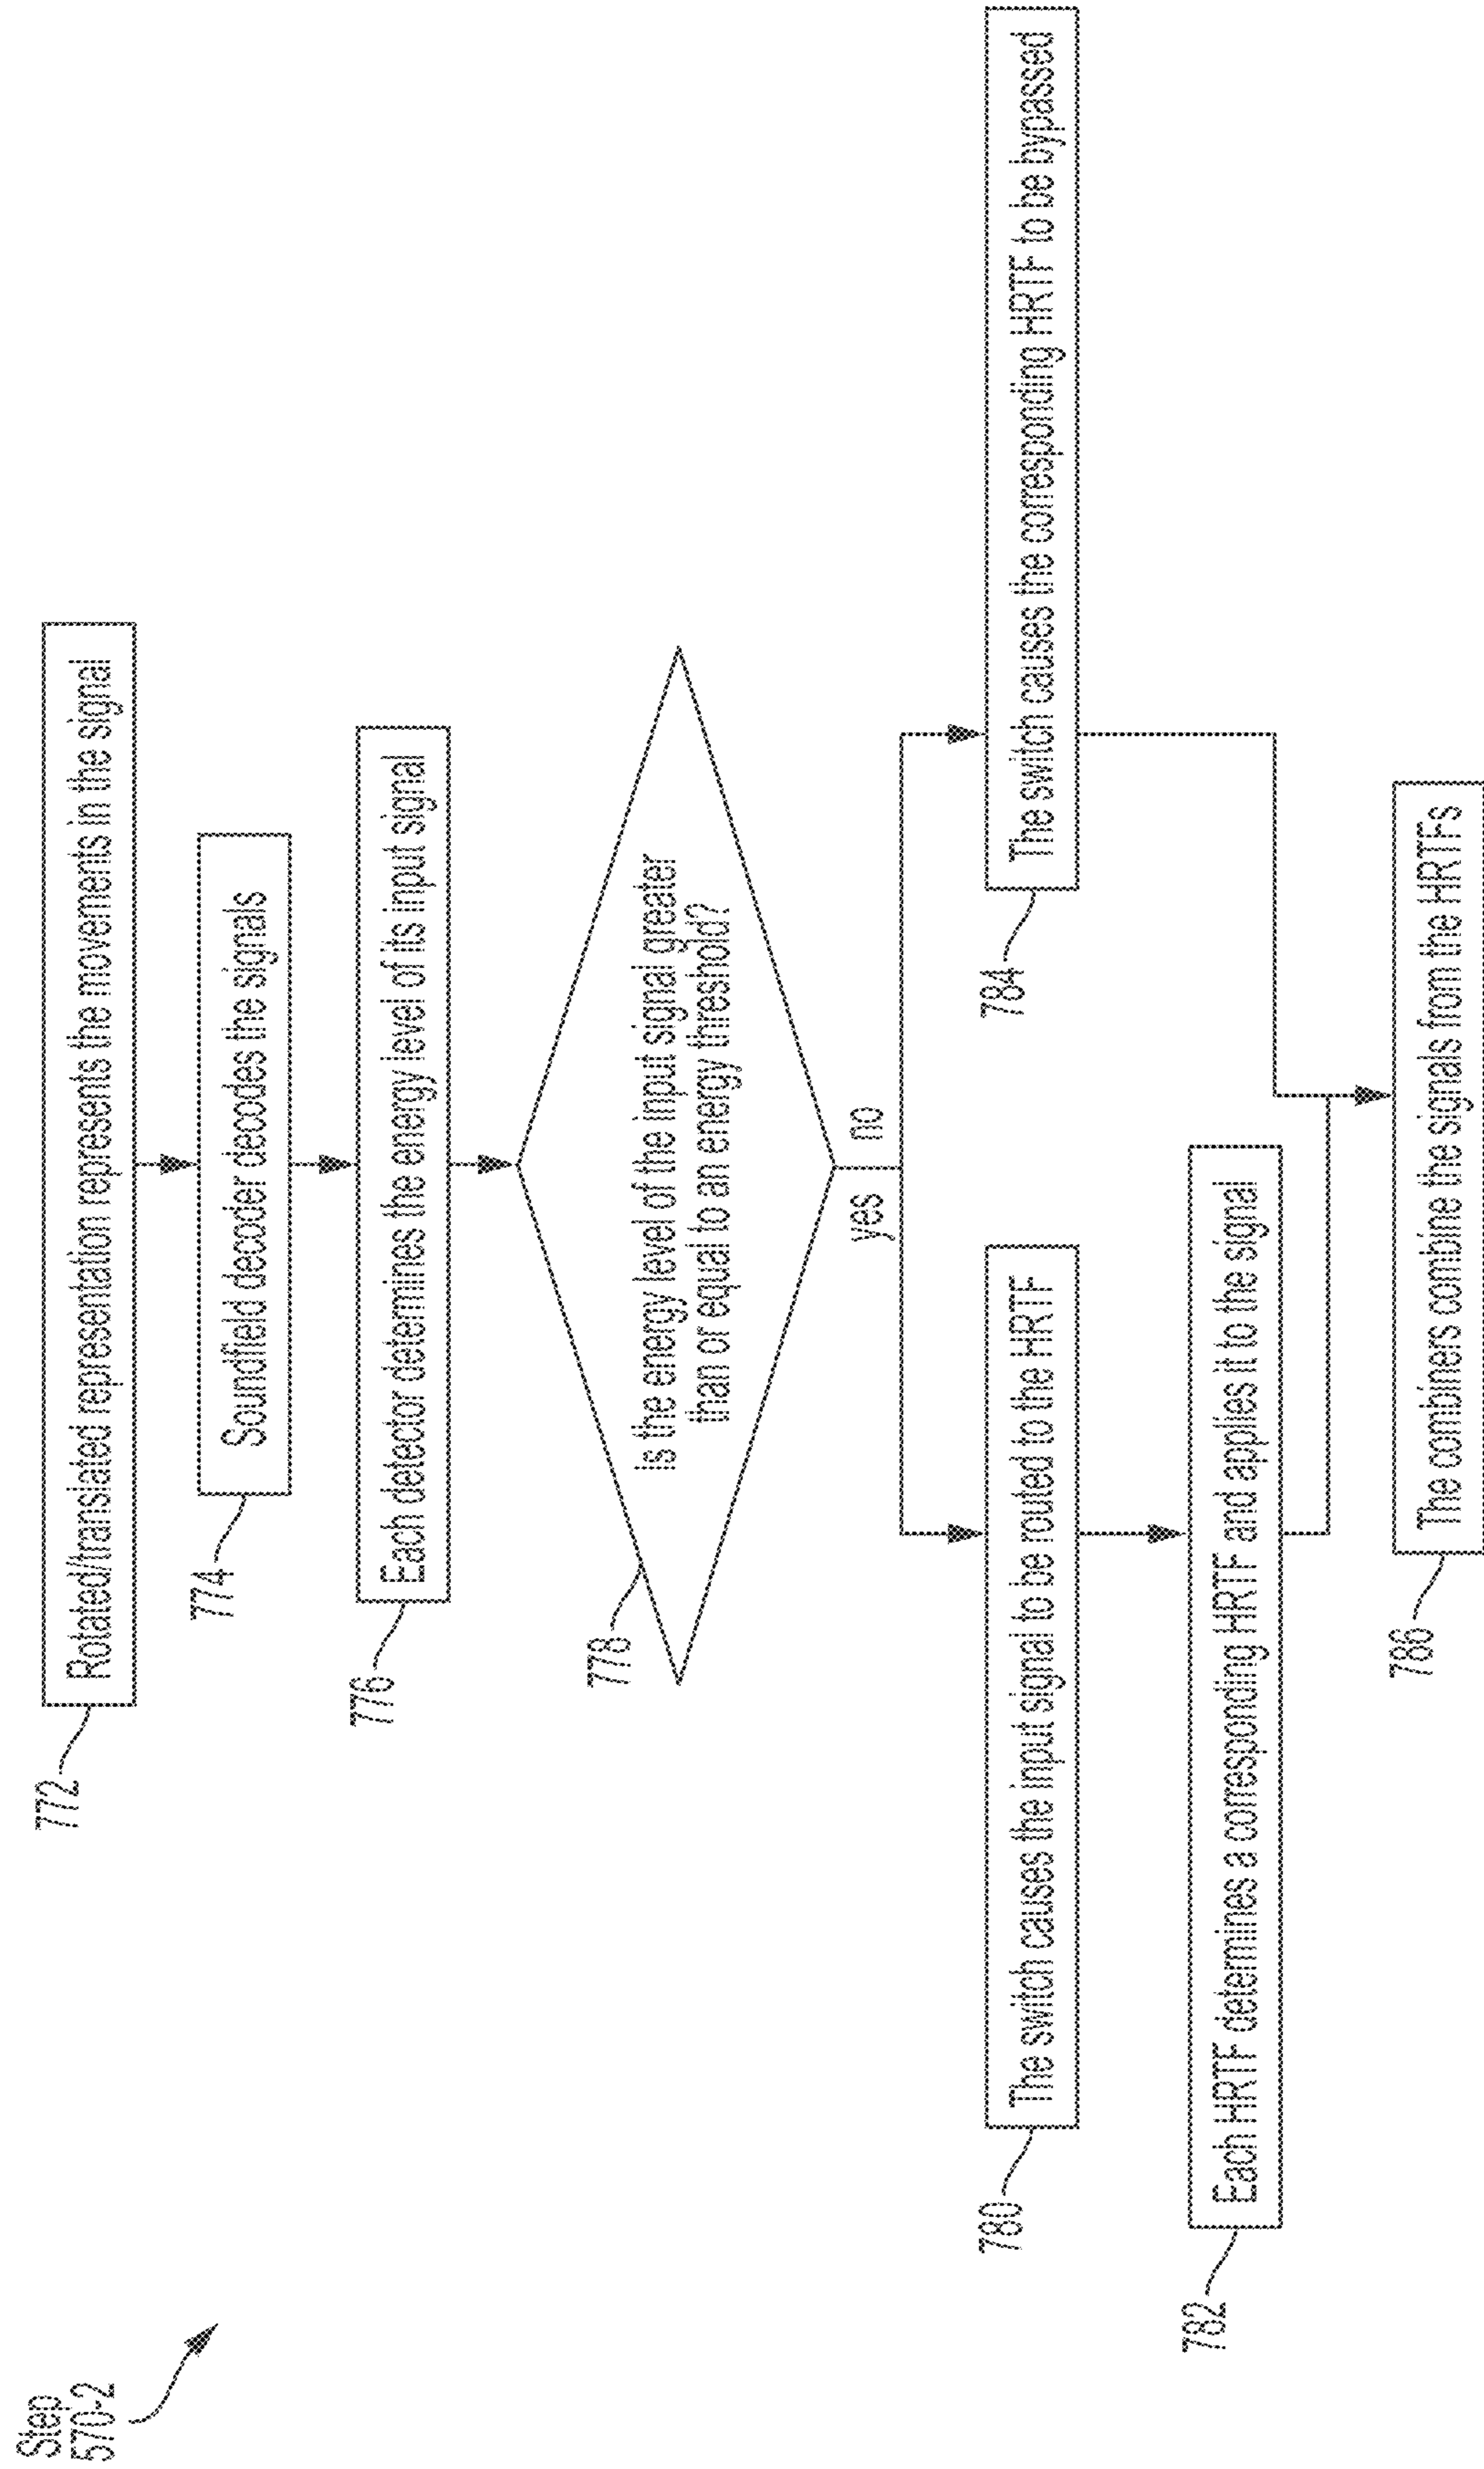 Step
570-2
772
Rotated/translated representation represents the movements in the signal
774
Soundfield decoder decodes the signals
776
Each detector determines the energy level of its input signal
778
Is the energy level of the input signal greater
than or equal to an energy threshold?
yes
no
780
The switch causes the input signal to be routed to the HRTF
782
Each HRTF determines a corresponding HRTF and applies it to the signal
784
The switch causes the corresponding HRTF to be bypassed
786
The combiners combine the signals from the HRTFs